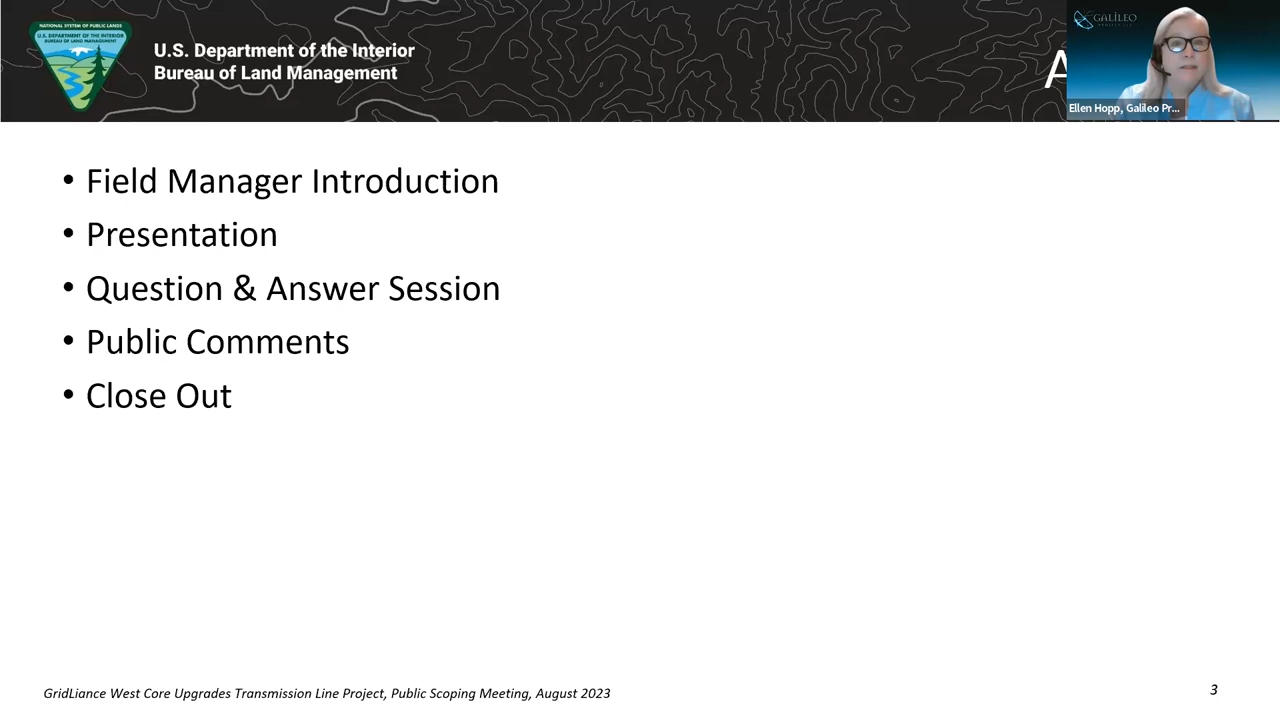 NATIONAL SYSTEM OF PUBLIC LANDS
U.S. DEPARTMENT OF THE INTERIOR
BUREAU OF LAND MANAGEMENT
U.S. Department of the Interior
Bureau of Land Management
A
GALILEO
Ellen Hopp, Galileo Pr...
• Field Manager Introduction
• Presentation
• Question & Answer Session
• Public Comments
• Close Out
GridLiance West Core Upgrades Transmission Line Project, Public Scoping Meeting, August 2023
3